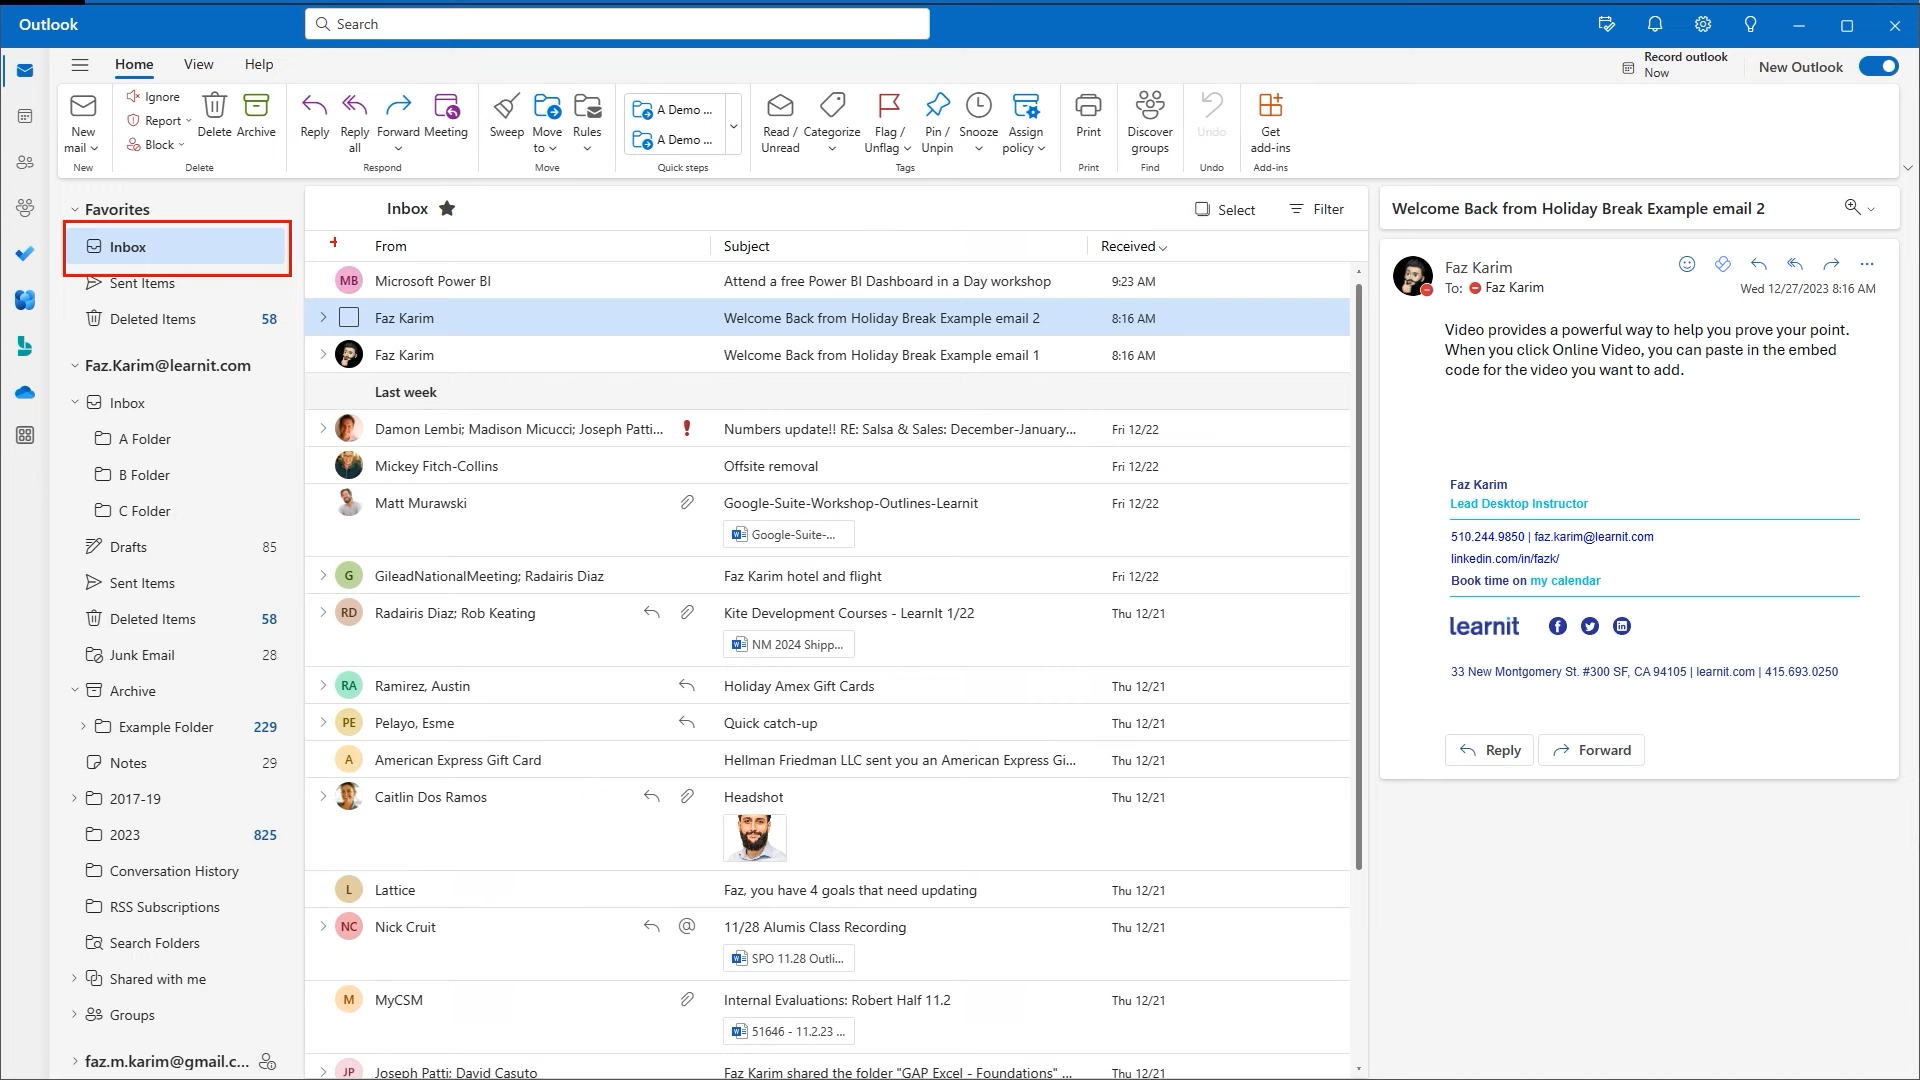 Outlook
Search
Home
View
Help
Record outlook
Now
New Outlook
New mail
Ignore
Report
Block
Delete
Archive
Reply
Reply all
Forward
Meeting
Sweep
Move to
Rules
A Demo ...
A Demo ...
Read / Unread
Categorize
Flag / Unflag
Pin / Unpin
Snooze
Assign policy
Print
Discover groups
Undo
Get add-ins
New
Delete
Respond
Move
Quick steps
Tags
Print
Find
Undo
Add-ins
Favorites
Inbox
Sent Items
Deleted Items 58
Faz.Karim@learnit.com
Inbox
A Folder
B Folder
C Folder
Drafts 85
Sent Items
Deleted Items 58
Junk Email 28
Archive
Example Folder 229
Notes 29
2017-19
2023 825
Conversation History
RSS Subscriptions
Search Folders
Shared with me
Groups
faz.m.karim@gmail.c...
Inbox
Select
Filter
From Subject Received
MB Microsoft Power BI Attend a free Power BI Dashboard in a Day workshop 9:23 AM
Faz Karim Welcome Back from Holiday Break Example email 2 8:16 AM
Faz Karim Welcome Back from Holiday Break Example email 1 8:16 AM
Last week
Damon Lembi; Madison Micucci; Joseph Patti... Numbers update!! RE: Salsa & Sales: December-January... Fri 12/22
Mickey Fitch-Collins Offsite removal Fri 12/22
Matt Murawski Google-Suite-Workshop-Outlines-Learnit Fri 12/22
Google-Suite-...
G GileadNationalMeeting; Radairis Diaz Faz Karim hotel and flight Fri 12/22
RD Radairis Diaz; Rob Keating Kite Development Courses - LearnIt 1/22 Thu 12/21
NM 2024 Shipp...
RA Ramirez, Austin Holiday Amex Gift Cards Thu 12/21
PE Pelayo, Esme Quick catch-up Thu 12/21
A American Express Gift Card Hellman Friedman LLC sent you an American Express Gi... Thu 12/21
Caitlin Dos Ramos Headshot Thu 12/21
L Lattice Faz, you have 4 goals that need updating Thu 12/21
NC Nick Cruit @ 11/28 Alumis Class Recording Thu 12/21
SPO 11.28 Outli...
M MyCSM Internal Evaluations: Robert Half 11.2 Thu 12/21
51646 - 11.2.23 ...
JP Joseph Patti; David Casuto Faz Karim shared the folder "GAP Excel - Foundations" ... Thu 12/21
Welcome Back from Holiday Break Example email 2
Faz Karim
To: Faz Karim
Wed 12/27/2023 8:16 AM
Video provides a powerful way to help you prove your point.
When you click Online Video, you can paste in the embed
code for the video you want to add.
Faz Karim
Lead Desktop Instructor
510.244.9850 | faz.karim@learnit.com
linkedin.com/in/fazk/
Book time on my calendar
learnit
33 New Montgomery St. #300 SF, CA 94105 | learnit.com | 415.693.0250
Reply
Forward